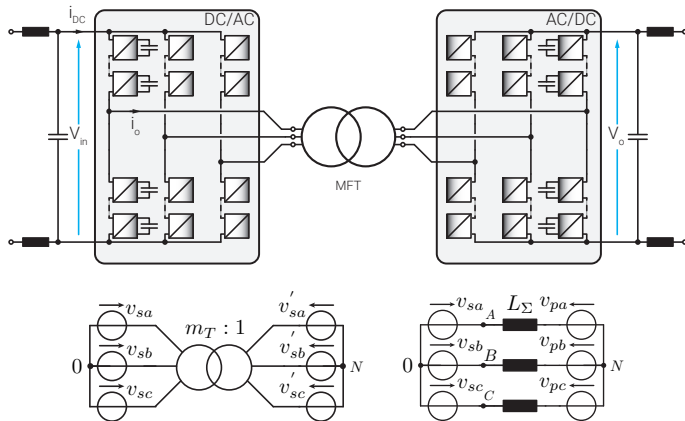 i_DC
DC/AC
AC/DC
V_in
i_o
MFT
V_o
v_sa
m_T : 1
v'_sa
v_sb
v'_sb
v_sc
v'_sc
0
N
v_sa
A
L_Σ
v_pa
v_sb
B
v_pb
v_sc
C
v_pc
0
N